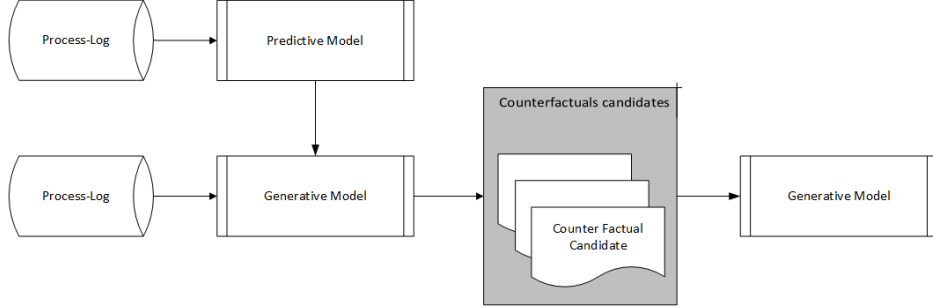 Process-Log
Predictive Model
Counterfactuals candidates
Process-Log
Generative Model
Generative Model
Counter Factual
Candidate